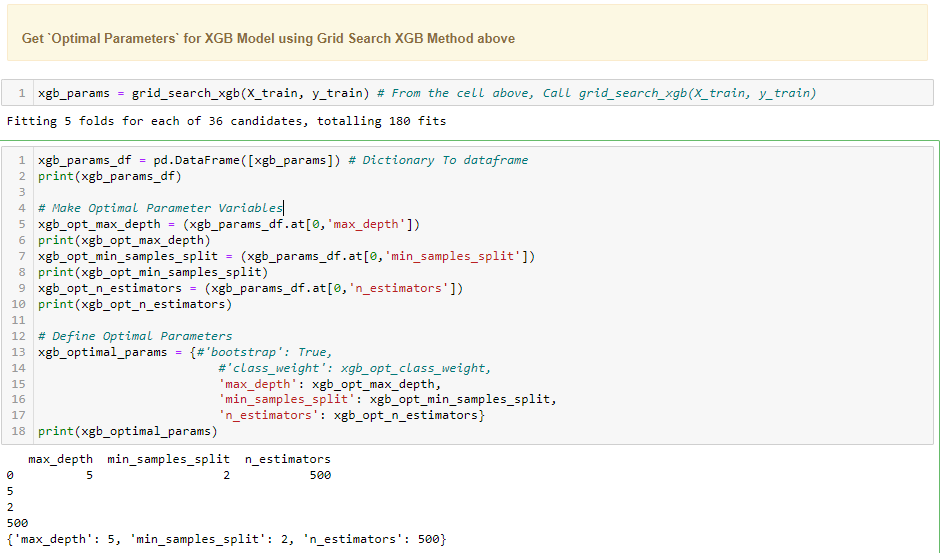 Get `Optimal Parameters` for XGB Model using Grid Search XGB Method above
1 xgb_params = grid_search_xgb(X_train, y_train) # From the cell above, Call grid_search_xgb(X_train, y_train)
Fitting 5 folds for each of 36 candidates, totalling 180 fits
1 xgb_params_df = pd.DataFrame([xgb_params]) # Dictionary To dataframe
2 print(xgb_params_df)
3
4 # Make Optimal Parameter Variables
5 xgb_opt_max_depth = (xgb_params_df.at[0,'max_depth'])
6 print(xgb_opt_max_depth)
7 xgb_opt_min_samples_split = (xgb_params_df.at[0,'min_samples_split'])
8 print(xgb_opt_min_samples_split)
9 xgb_opt_n_estimators = (xgb_params_df.at[0,'n_estimators'])
10 print(xgb_opt_n_estimators)
11
12 # Define Optimal Parameters
13 xgb_optimal_params = {#'bootstrap': True,
14 #'class_weight': xgb_opt_class_weight,
15 'max_depth': xgb_opt_max_depth,
16 'min_samples_split': xgb_opt_min_samples_split,
17 'n_estimators': xgb_opt_n_estimators}
18 print(xgb_optimal_params)
max_depth min_samples_split n_estimators
0 5 2 500
5
2
500
{'max_depth': 5, 'min_samples_split': 2, 'n_estimators': 500}